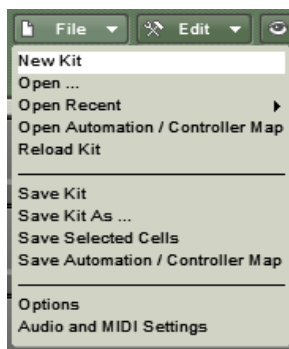 File Edit
New Kit
Open ...
Open Recent
Open Automation / Controller Map
Reload Kit
Save Kit
Save Kit As ...
Save Selected Cells
Save Automation / Controller Map
Options
Audio and MIDI Settings